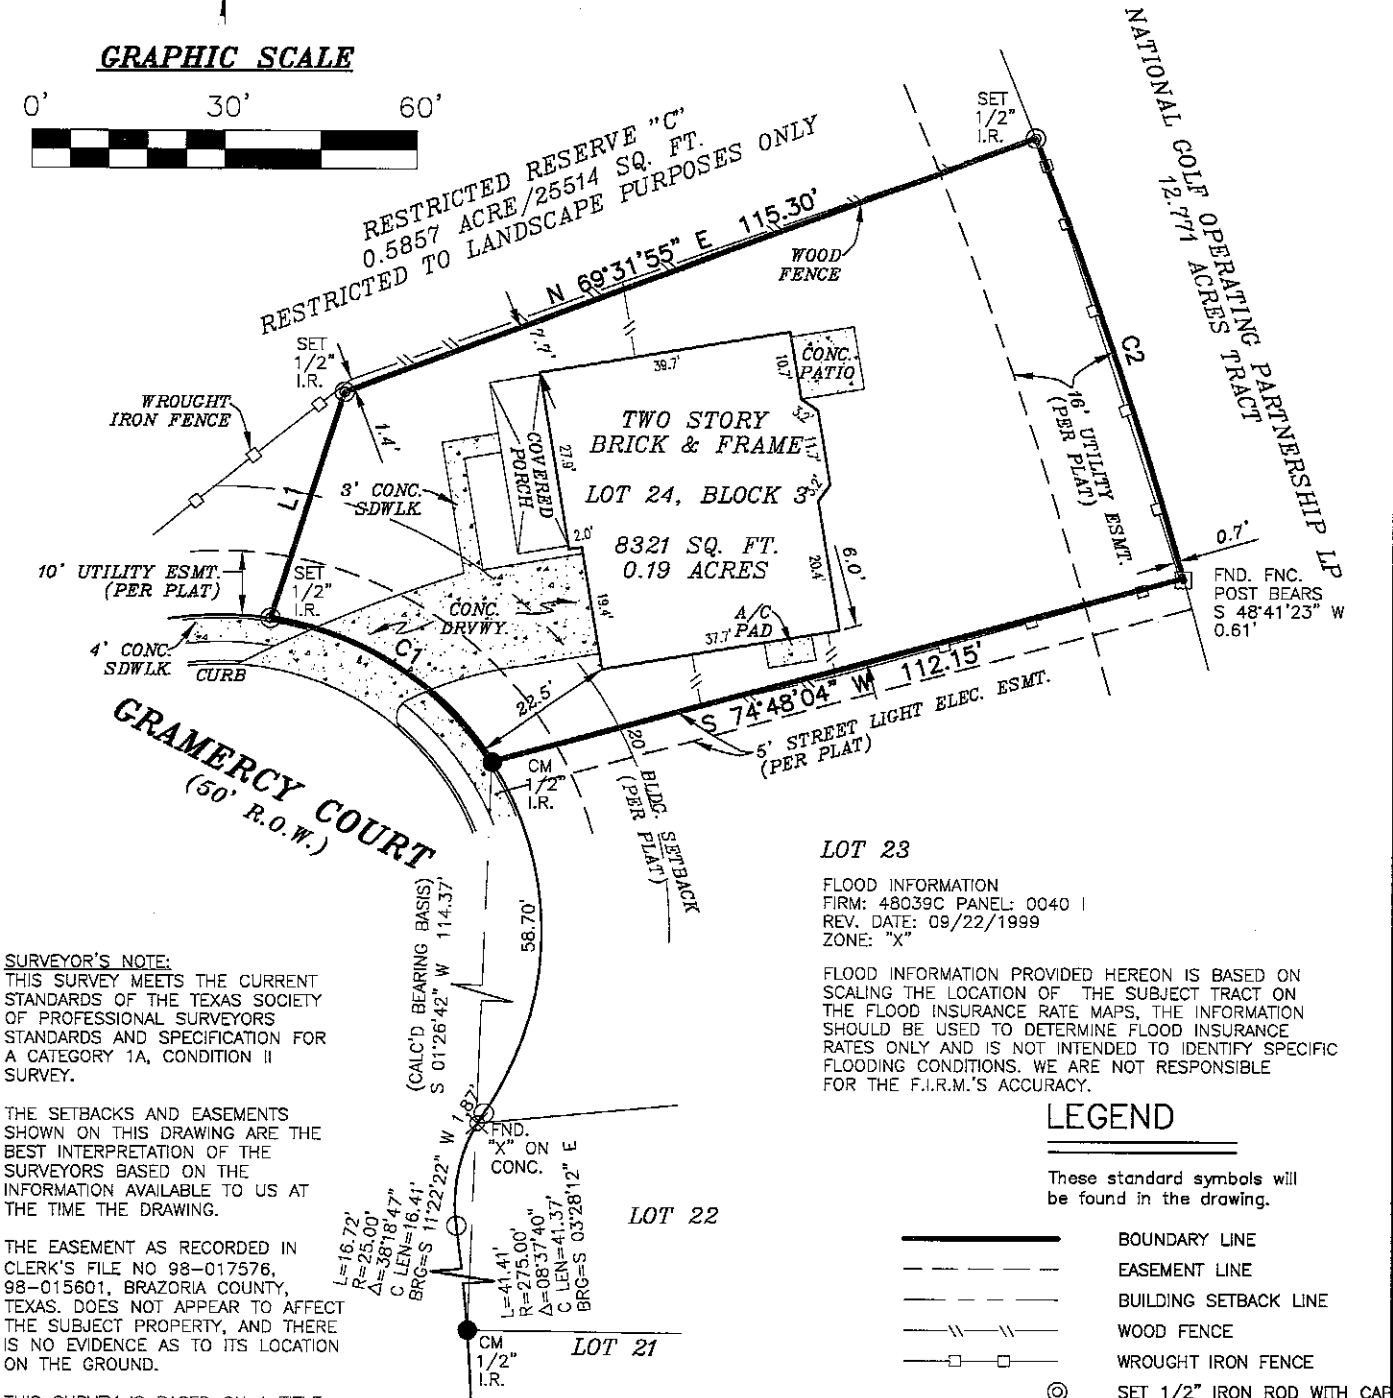 GRAPHIC SCALE
0' 30' 60'
RESTRICTED RESERVE "C"
0.5857 ACRE/25514 SQ. FT.
RESTRICTED TO LANDSCAPE PURPOSES ONLY
SET
1/2"
I.R.
NATIONAL GOLF OPERATING PARTNERSHIP LP
12.771 ACRES TRACT
N 69°31'55" E 115.30'
WOOD
FENCE
SET
1/2"
I.R.
7.7'
WROUGHT
IRON FENCE
1.4'
39.7'
10.7'
CONC.
PATIO
C2
16' UTILITY ESMT.
(PER PLAT)
TWO STORY
BRICK & FRAME
LOT 24, BLOCK 3
8321 SQ. FT.
0.19 ACRES
3.2'
11.7'
3.2'
20.4'
6.0'
COVERED
PORCH
27.9'
2.0'
19.4'
L1
3' CONC.
SDWLK
10' UTILITY ESMT.
(PER PLAT)
SET
1/2"
I.R.
CONC.
DRVWY.
A/C
PAD
37.7'
0.7'
FND. FNC.
POST BEARS
S 48°41'23" W
0.61'
4' CONC.
SDWLK.
CURB
C1
22.5'
S 74°48'04" W 112.15'
5' STREET LIGHT ELEC. ESMT.
(PER PLAT)
GRAMERCY COURT
(50' R.O.W.)
CM
1/2"
I.R.
20' BLDG. SETBACK
(PER PLAT)
LOT 23
FLOOD INFORMATION
FIRM: 48039C PANEL: 0040 I
REV. DATE: 09/22/1999
ZONE: "X"
FLOOD INFORMATION PROVIDED HEREON IS BASED ON
SCALING THE LOCATION OF THE SUBJECT TRACT ON
THE FLOOD INSURANCE RATE MAPS, THE INFORMATION
SHOULD BE USED TO DETERMINE FLOOD INSURANCE
RATES ONLY AND IS NOT INTENDED TO IDENTIFY SPECIFIC
FLOODING CONDITIONS. WE ARE NOT RESPONSIBLE
FOR THE F.I.R.M.'S ACCURACY.
(CALC'D BEARING BASIS)
S 01°26'42" W 114.37'
58.70'
1.87'
FND.
"X" ON
CONC.
L=16.72'
R=25.00'
Δ=38°18'47"
C LEN=16.41'
BRG=S 11°22'22" W
L=41.41'
R=275.00'
Δ=08°37'40"
C LEN=41.37'
BRG=S 03°28'12" E
LOT 22
CM
1/2"
I.R.
LOT 21
SURVEYOR'S NOTE:
THIS SURVEY MEETS THE CURRENT
STANDARDS OF THE TEXAS SOCIETY
OF PROFESSIONAL SURVEYORS
STANDARDS AND SPECIFICATION FOR
A CATEGORY 1A, CONDITION II
SURVEY.
THE SETBACKS AND EASEMENTS
SHOWN ON THIS DRAWING ARE THE
BEST INTERPRETATION OF THE
SURVEYORS BASED ON THE
INFORMATION AVAILABLE TO US AT
THE TIME THE DRAWING.
THE EASEMENT AS RECORDED IN
CLERK'S FILE NO 98-017576,
98-015601, BRAZORIA COUNTY,
TEXAS. DOES NOT APPEAR TO AFFECT
THE SUBJECT PROPERTY, AND THERE
IS NO EVIDENCE AS TO ITS LOCATION
ON THE GROUND.
LEGEND
These standard symbols will
be found in the drawing.
BOUNDARY LINE
EASEMENT LINE
BUILDING SETBACK LINE
WOOD FENCE
WROUGHT IRON FENCE
SET 1/2" IRON ROD WITH CAP